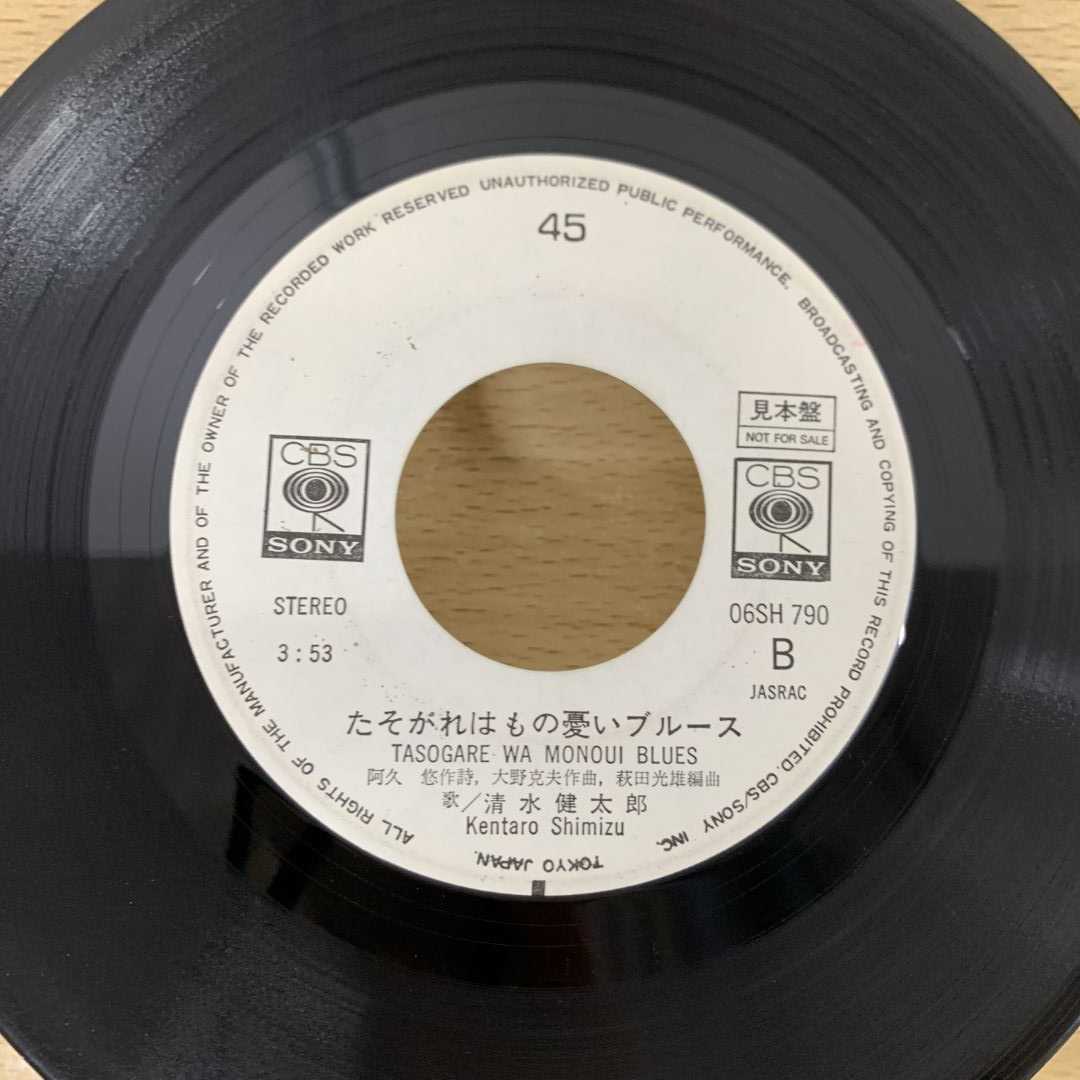 45
見本盤
NOT FOR SALE
CBS
SONY
CBS
SONY
STEREO
06SH 790
3:53
B
JASRAC
たそがれはもの憂いブルース
TASOGARE WA MONOUI BLUES
阿久 悠作詩, 大野克夫作曲, 萩田光雄編曲
歌／清水健太郎
Kentaro Shimizu
ALL RIGHTS OF THE MANUFACTURER AND OF THE OWNER OF THE RECORDED WORK RESERVED UNAUTHORIZED PUBLIC PERFORMANCE, BROADCASTING AND COPYING OF THIS RECORD PROHIBITED. CBS/SONY INC. TOKYO JAPAN.